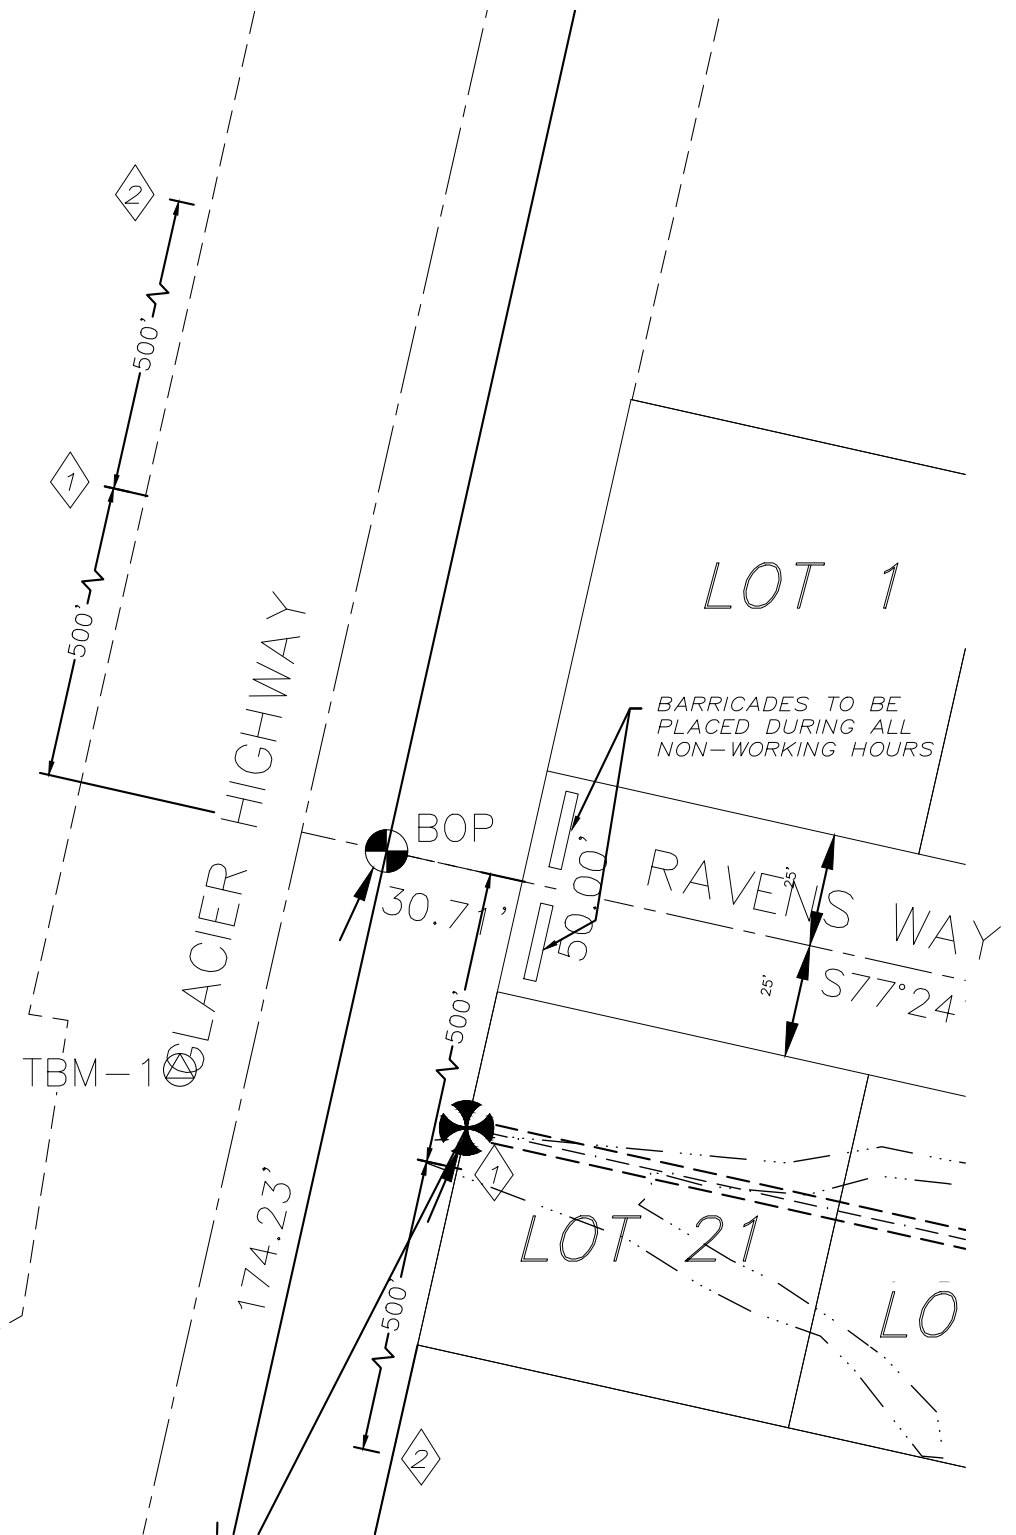 2
500'
1
500'
LOT 1
BARRICADES TO BE
PLACED DURING ALL
NON-WORKING HOURS
GLACIER HIGHWAY
BOP
30.71'
50.00'
RAVENS WAY
25'
25'
S77°24'
500'
TBM-1
1
174.23'
LOT 21
500'
LO
2